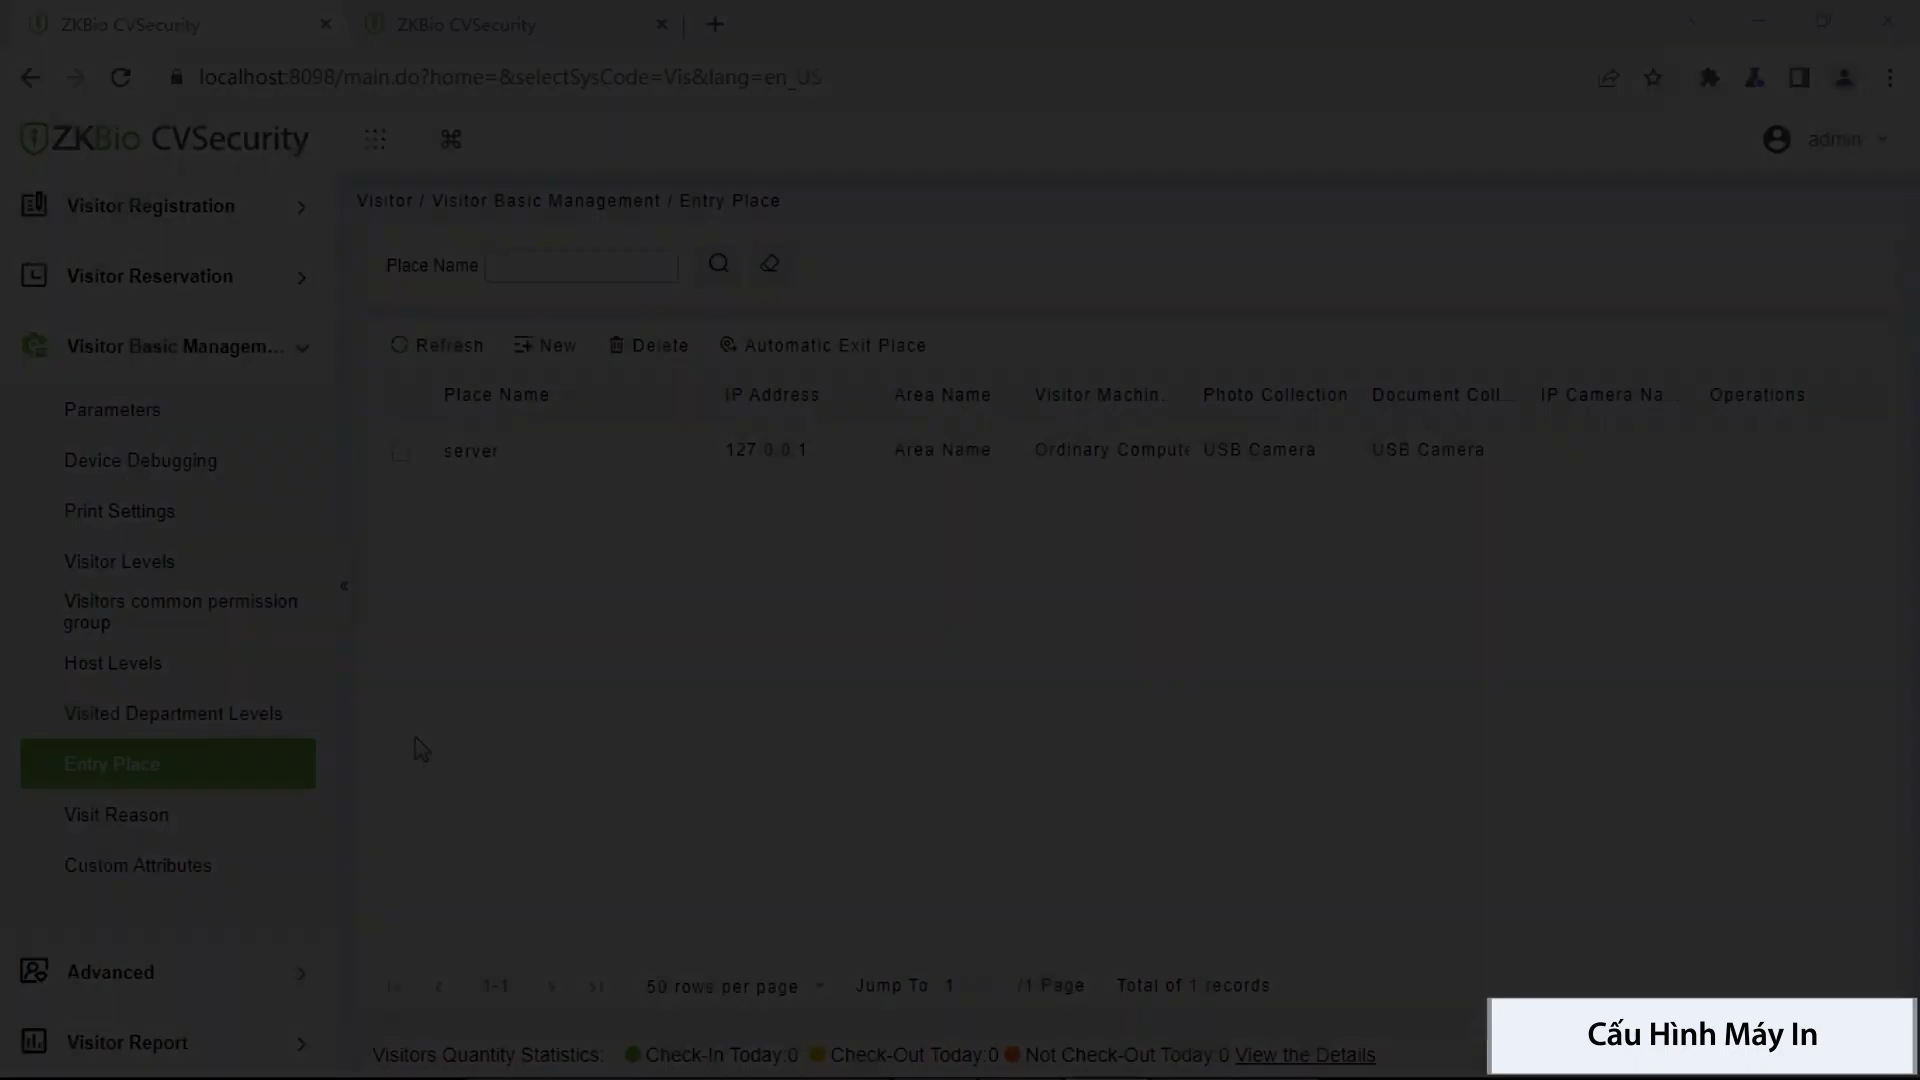 ZKBio CVSecurity
ZKBio CVSecurity
localhost:8098/main.do?home=&selectSysCode=Vis&lang=en_US
ZKBio CVSecurity
admin
Visitor Registration
Visitor Reservation
Visitor Basic Managem...
Parameters
Device Debugging
Print Settings
Visitor Levels
Visitors common permission
group
Host Levels
Visited Department Levels
Entry Place
Visit Reason
Custom Attributes
Advanced
Visitor Report
Visitor / Visitor Basic Management / Entry Place
Place Name
Refresh New Delete Automatic Exit Place
Place Name IP Address Area Name Visitor Machin... Photo Collection Document Coll... IP Camera Na... Operations
server 127.0.0.1 Area Name Ordinary Compute USB Camera USB Camera
1-1 50 rows per page Jump To 1 /1 Page Total of 1 records
Visitors Quantity Statistics: Check-In Today:0 Check-Out Today:0 Not Check-Out Today:0 View the Details
Cấu Hình Máy In